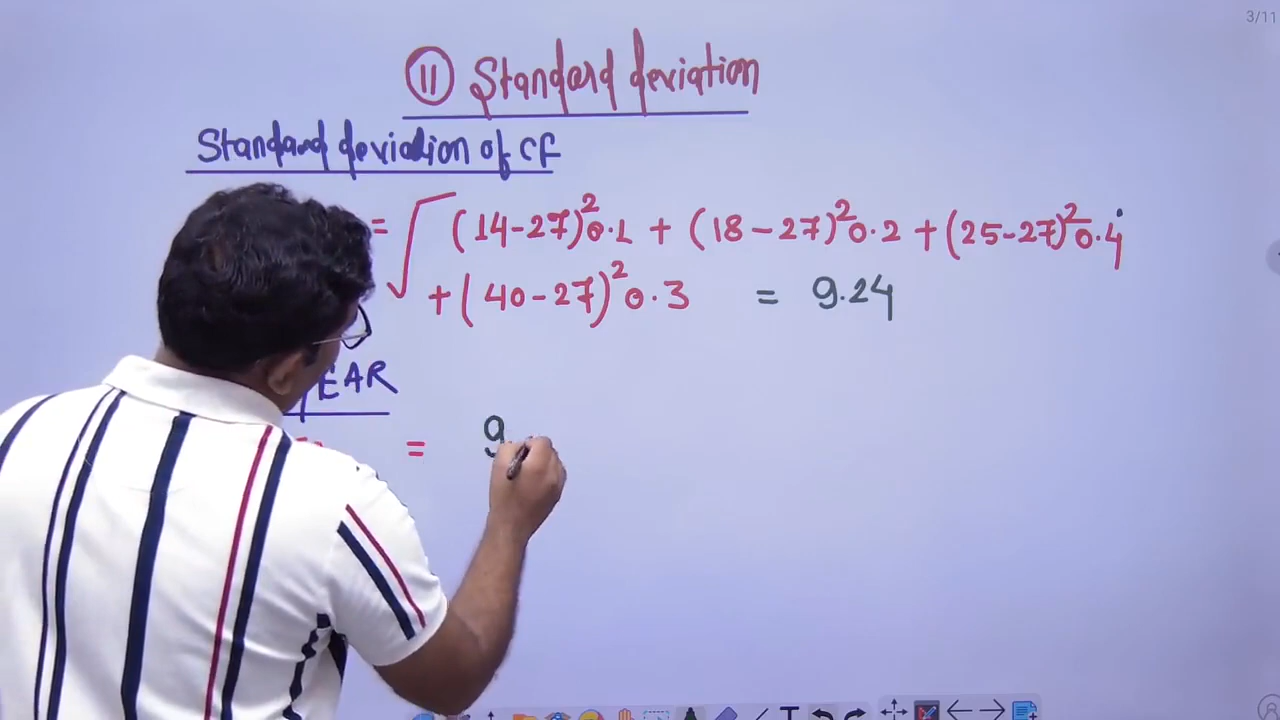 3/11
11 Standard deviation
Standard deviation of CF
= √ (14-27)² 0.1 + (18-27)² 0.2 + (25-27)² 0.4
+ (40-27)² 0.3 = 9.24
= 9